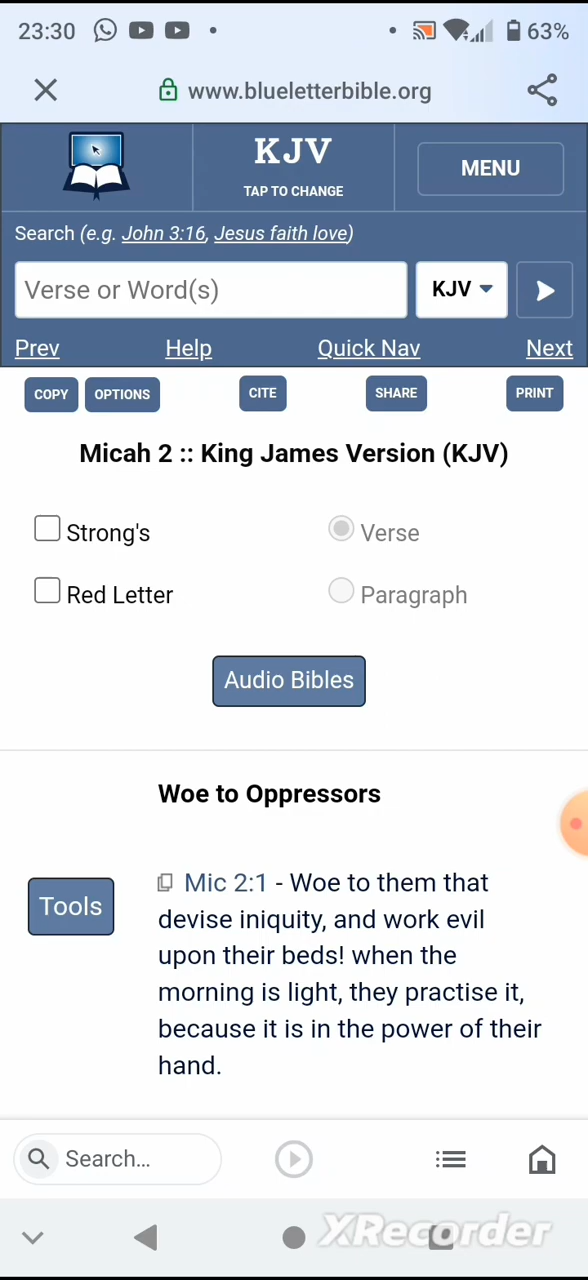 23:30 63%
www.blueletterbible.org
KJV
TAP TO CHANGE
MENU
Search (e.g. John 3:16, Jesus faith love)
Verse or Word(s) KJV
Prev Help Quick Nav Next
COPY OPTIONS CITE SHARE PRINT
Micah 2 :: King James Version (KJV)
Strong's Verse
Red Letter Paragraph
Audio Bibles
Woe to Oppressors
Tools
Mic 2:1 - Woe to them that
devise iniquity, and work evil
upon their beds! when the
morning is light, they practise it,
because it is in the power of their
hand.
Search...
XRecorder